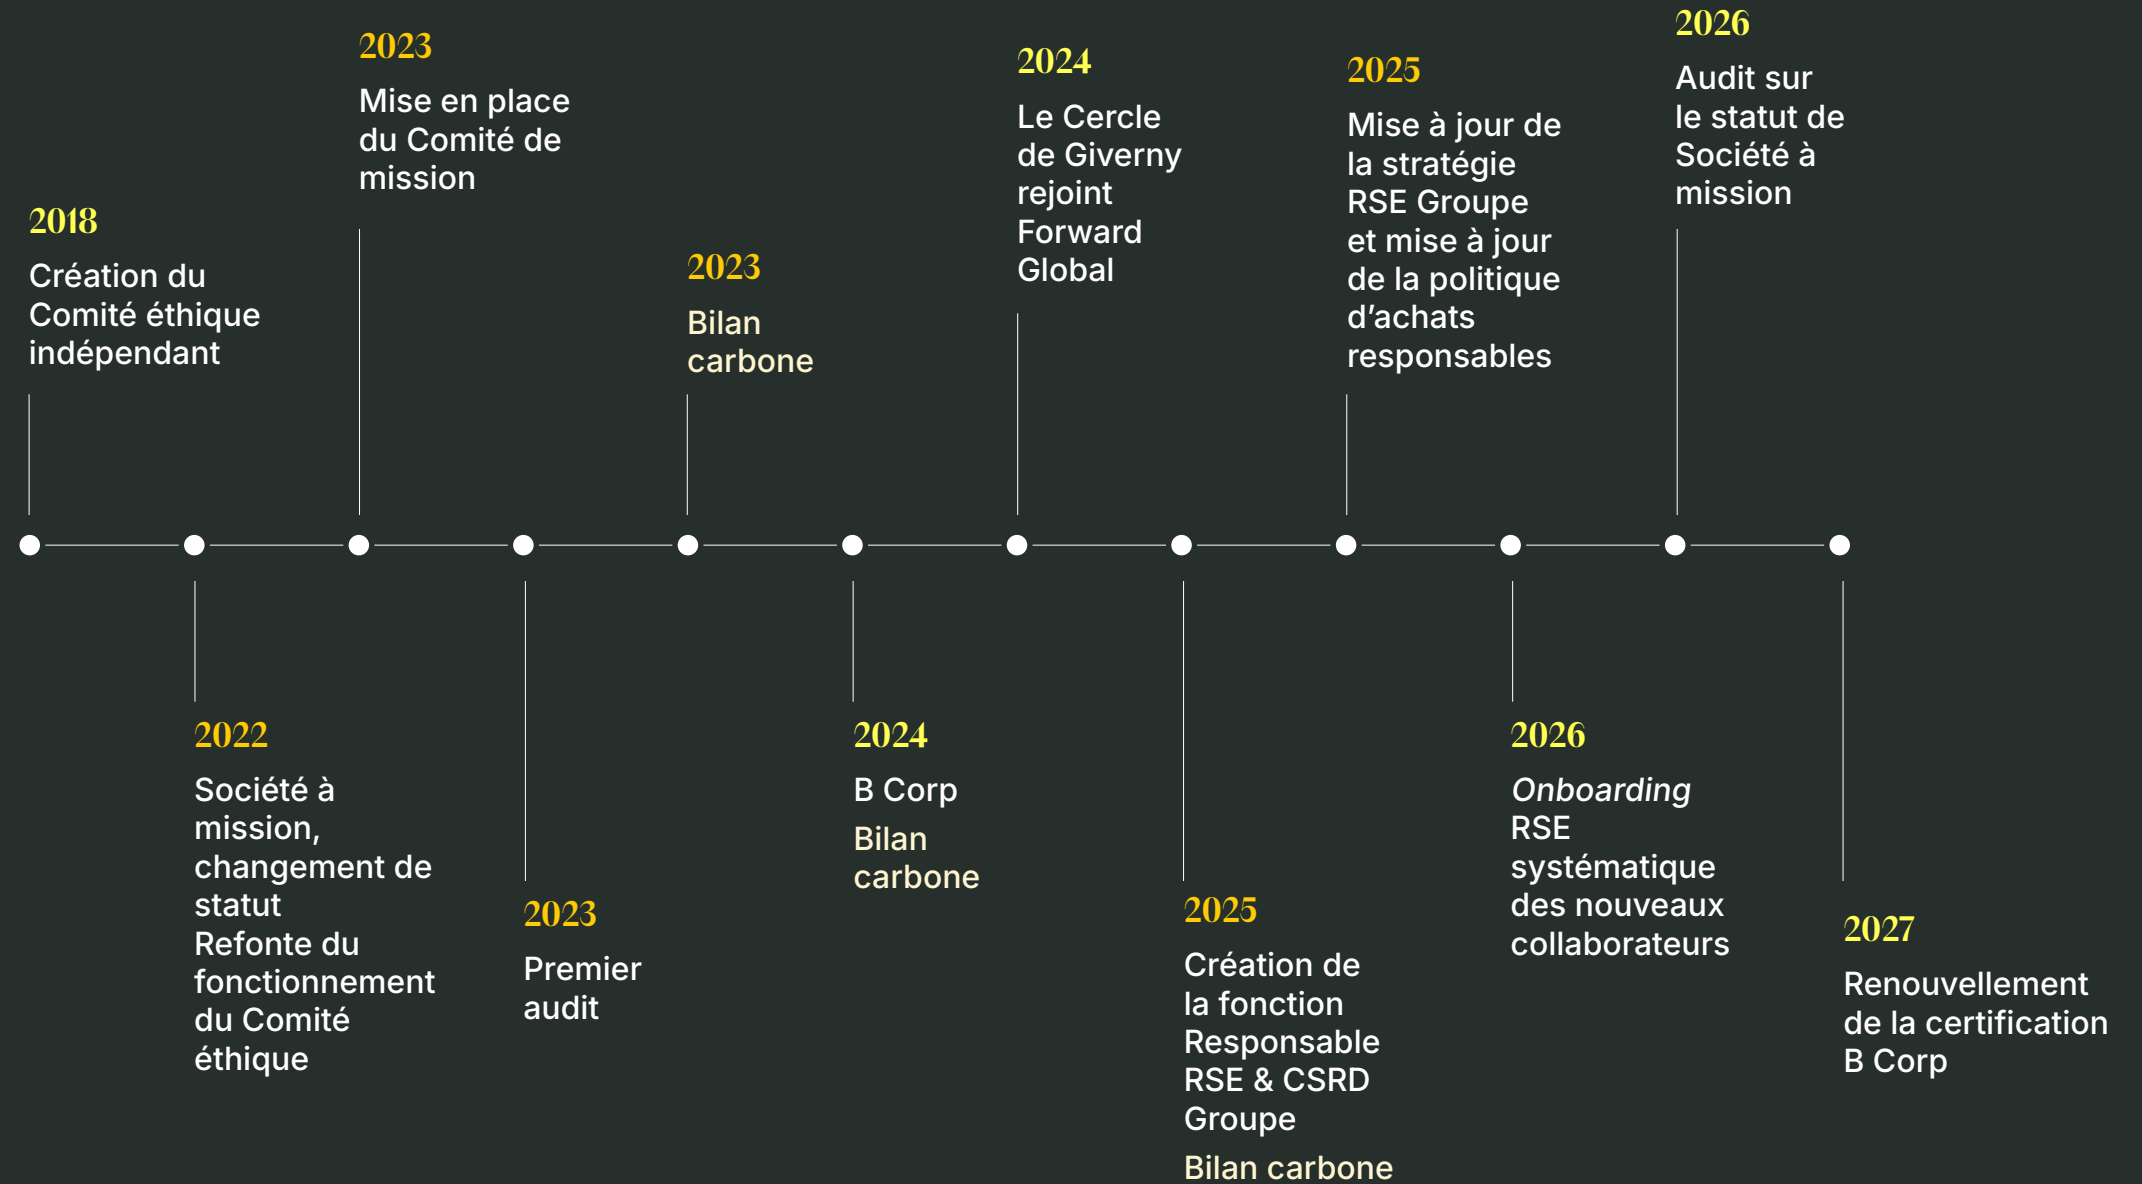 2018
Création du
Comité éthique
indépendant
2022
Société à
mission,
changement de
statut
Refonte du
fonctionnement
du Comité
éthique
2023
Mise en place
du Comité de
mission
2023
Premier
audit
2023
Bilan
carbone
2024
B Corp
Bilan
carbone
2024
Le Cercle
de Giverny
rejoint
Forward
Global
2025
Création de
la fonction
Responsable
RSE & CSRD
Groupe
Bilan carbone
2025
Mise à jour de
la stratégie
RSE Groupe
et mise à jour
de la politique
d’achats
responsables
2026
Onboarding
RSE
systématique
des nouveaux
collaborateurs
2026
Audit sur
le statut de
Société à
mission
2027
Renouvellement
de la certification
B Corp